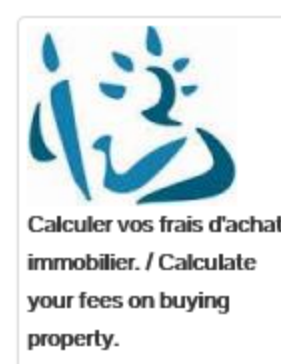 Calculer vos frais d'achat
immobilier. / Calculate
your fees on buying
property.